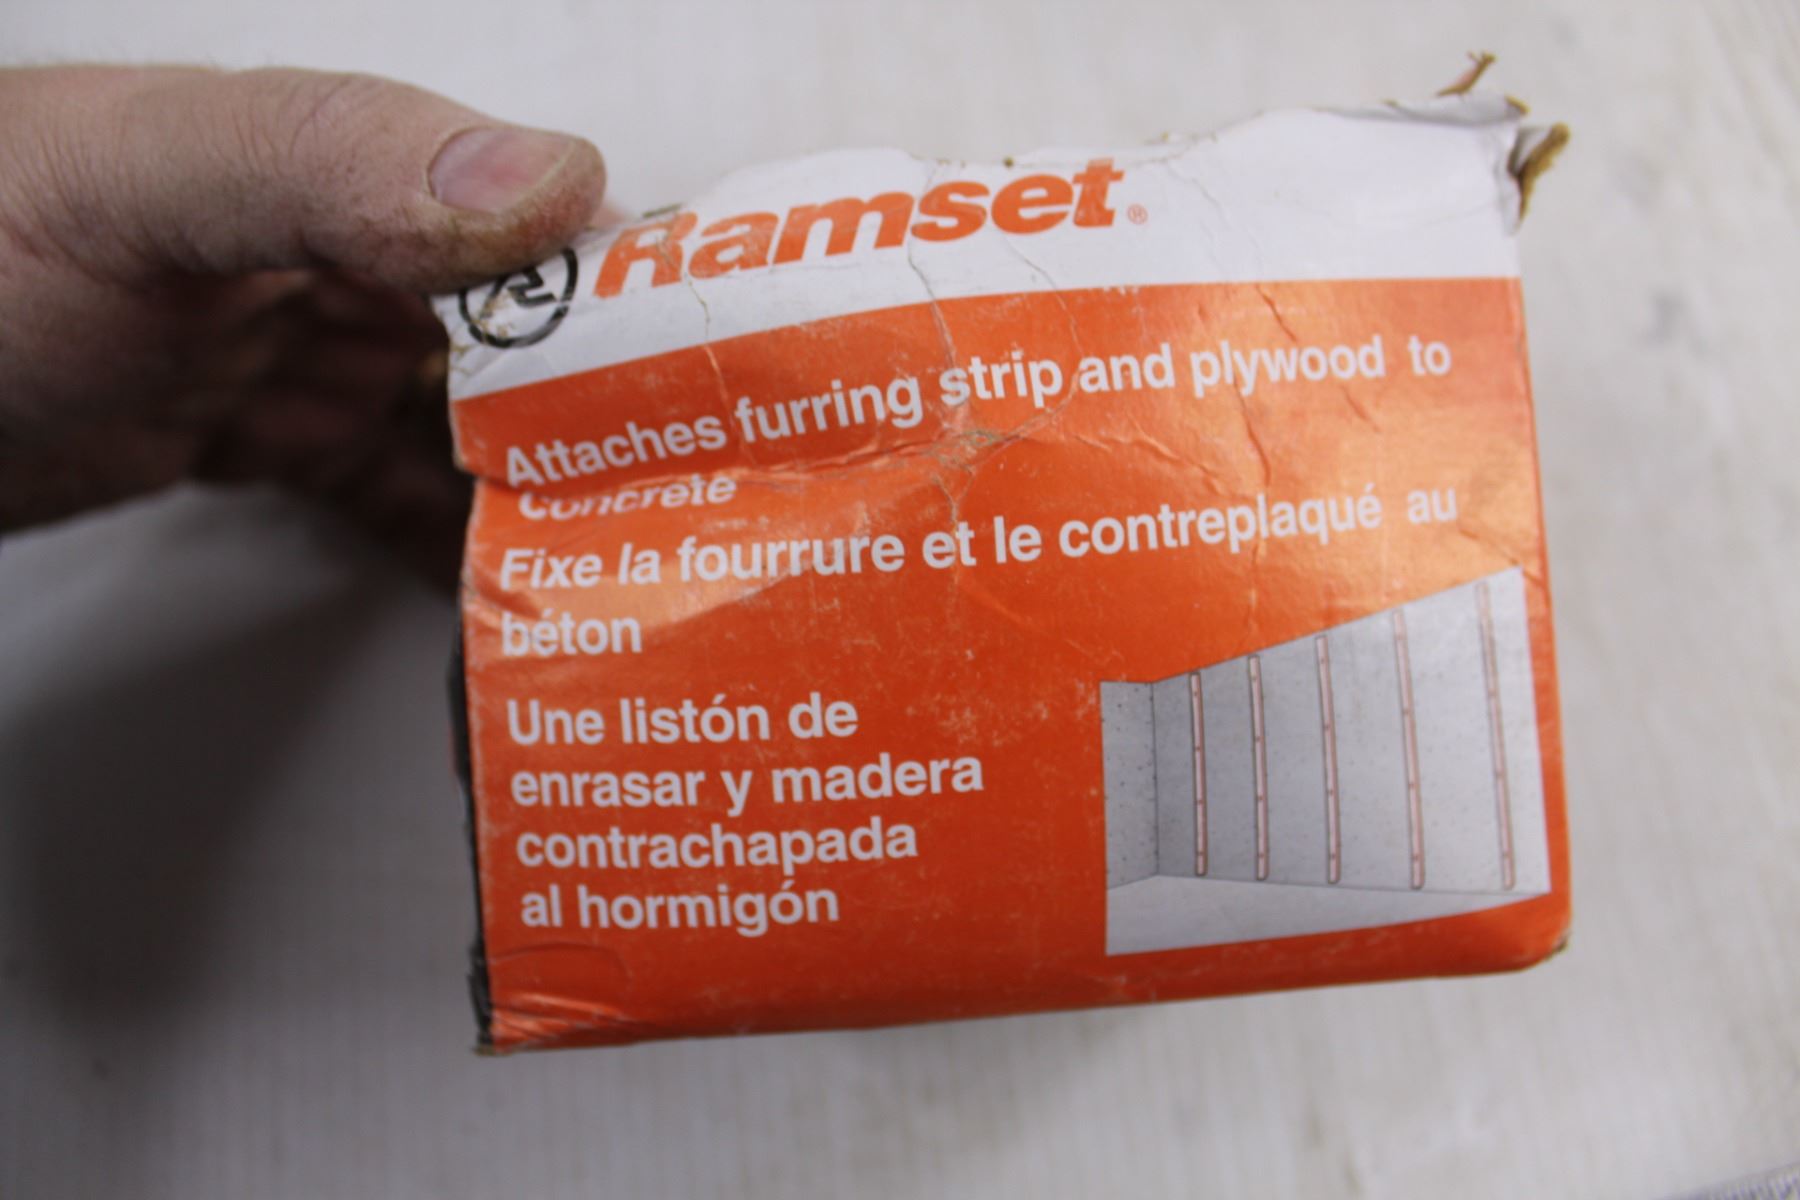 Ramset®
Attaches furring strip and plywood to
Concrete
Fixe la fourrure et le contreplaqué au
béton
Une listón de
enrasar y madera
contrachapada
al hormigón